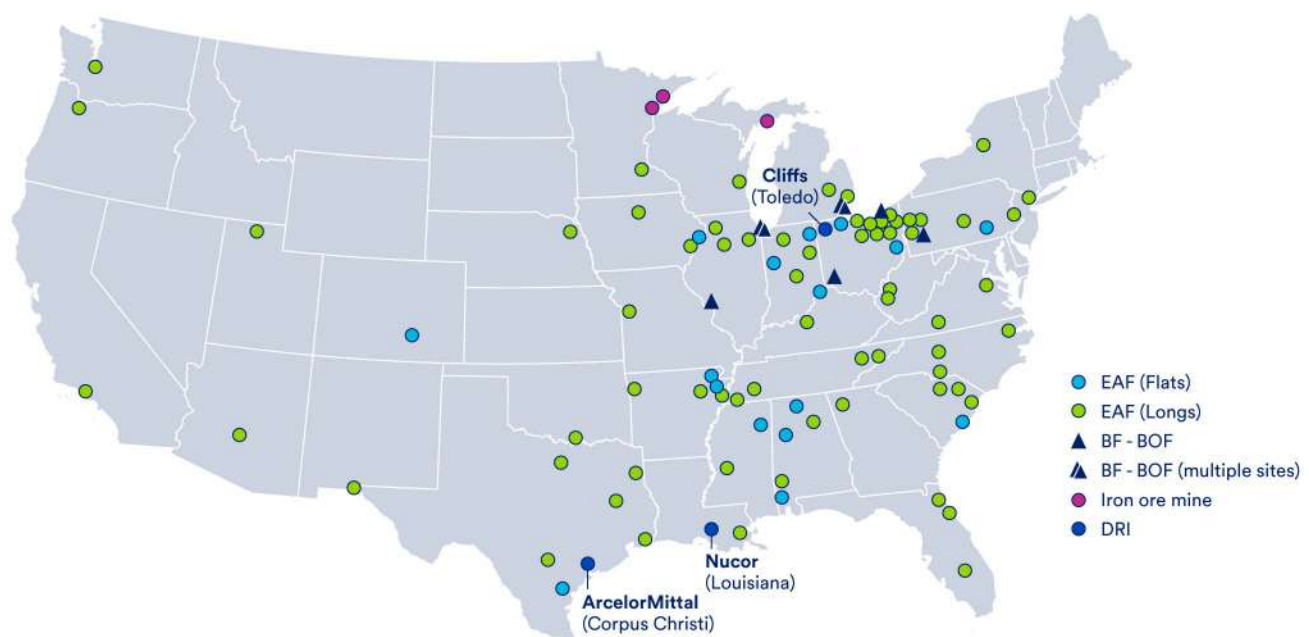 Cliffs
(Toledo)
EAF (Flats)
EAF (Longs)
BF - BOF
BF - BOF (multiple sites)
Iron ore mine
DRI
Nucor
(Louisiana)
ArcelorMittal
(Corpus Christi)